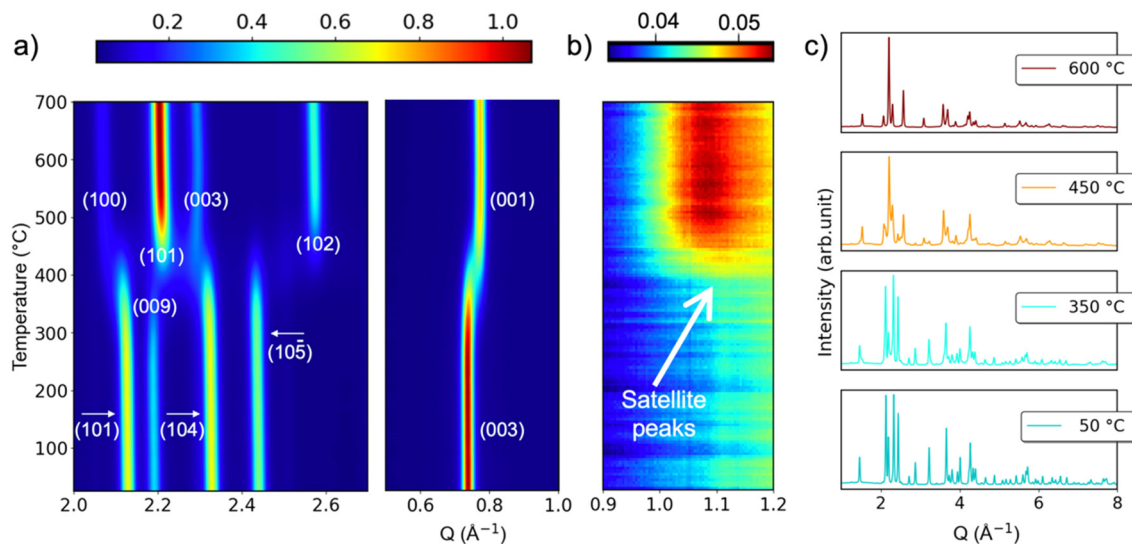 a)
0.2 0.4 0.6 0.8 1.0
b)
0.04 0.05
c)
700
600
500
400
300
200
100
Temperature (°C)
(100)
(003)
(101)
(102)
(009)
(105̄)
(101)
(104)
2.0 2.2 2.4 2.6
(001)
(003)
0.6 0.8 1.0
Q (Å⁻¹)
Satellite
peaks
0.9 1.0 1.1 1.2
Intensity (arb.unit)
600 °C
450 °C
350 °C
50 °C
2 4 6 8
Q (Å⁻¹)